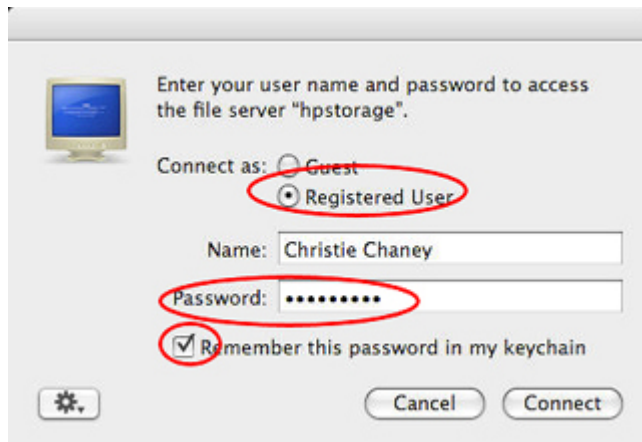 Enter your user name and password to access
the file server “hpstorage”.
Connect as: Guest
Registered User
Name: Christie Chaney
Password: •••••••••
Remember this password in my keychain
Cancel Connect